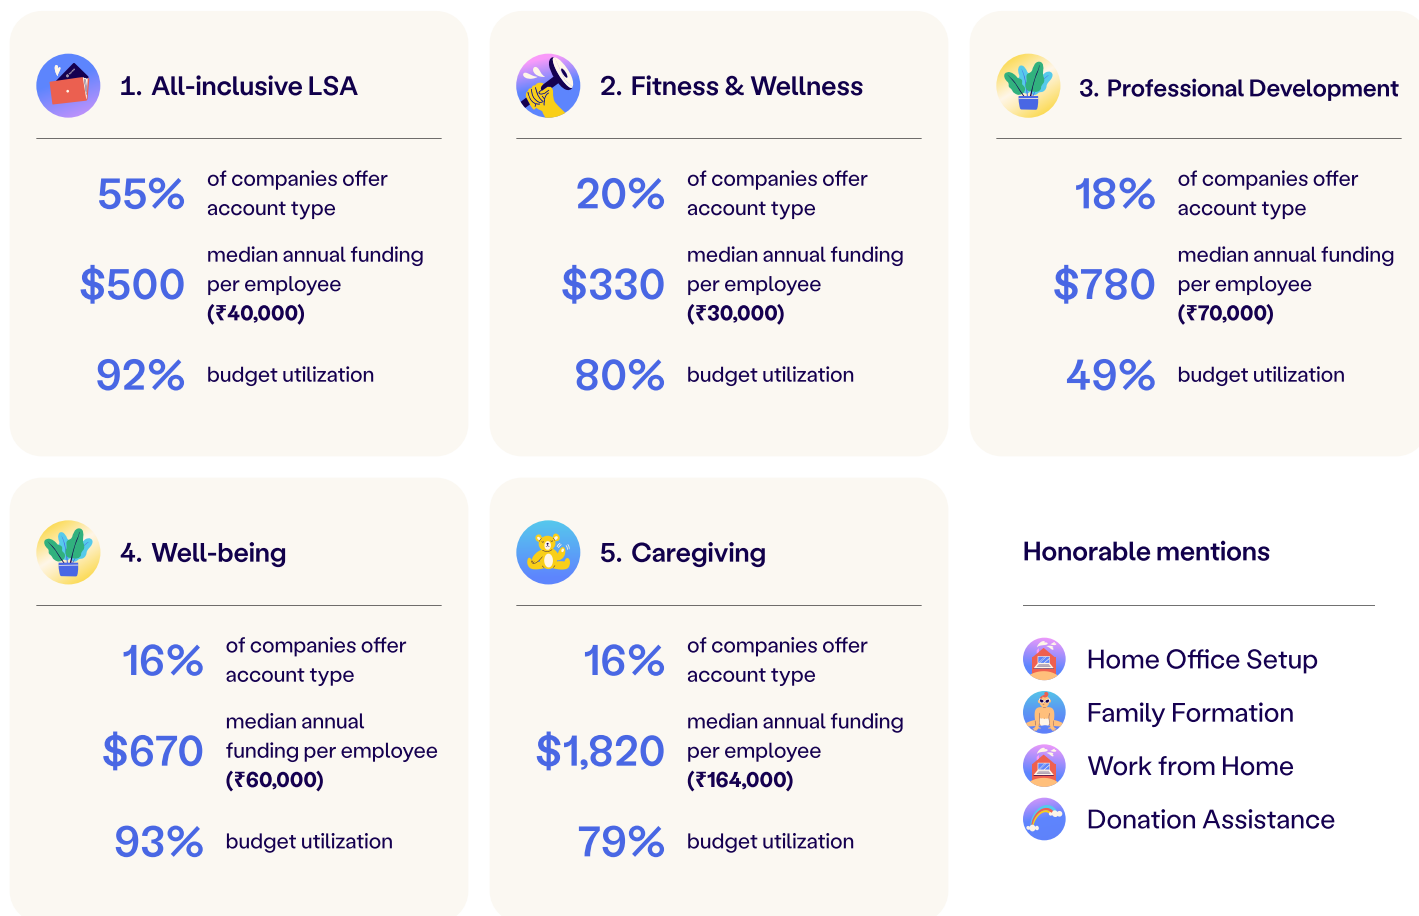 1. All-inclusive LSA
55%
of companies offer
account type
$500
median annual funding
per employee
(₹40,000)
92%
budget utilization
2. Fitness & Wellness
20%
of companies offer
account type
$330
median annual funding
per employee
(₹30,000)
80%
budget utilization
3. Professional Development
18%
of companies offer
account type
$780
median annual funding
per employee
(₹70,000)
49%
budget utilization
4. Well-being
16%
of companies offer
account type
$670
median annual
funding per employee
(₹60,000)
93%
budget utilization
5. Caregiving
16%
of companies offer
account type
$1,820
median annual funding
per employee
(₹164,000)
79%
budget utilization
Honorable mentions
Home Office Setup
Family Formation
Work from Home
Donation Assistance